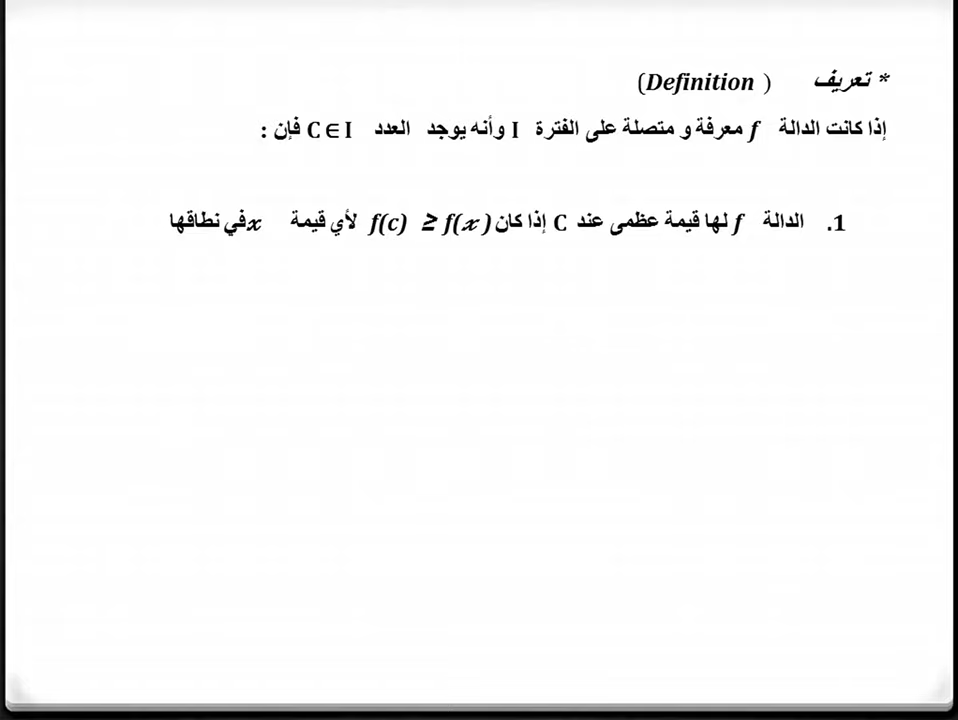 * تعريف (Definition )
إذا كانت الدالة f معرفة و متصلة على الفترة I وأنه يوجد العدد C∈I فإن :
1. الدالة f لها قيمة عظمى عند C إذا كان f(c) ≥ f(x) لأي قيمة x في نطاقها